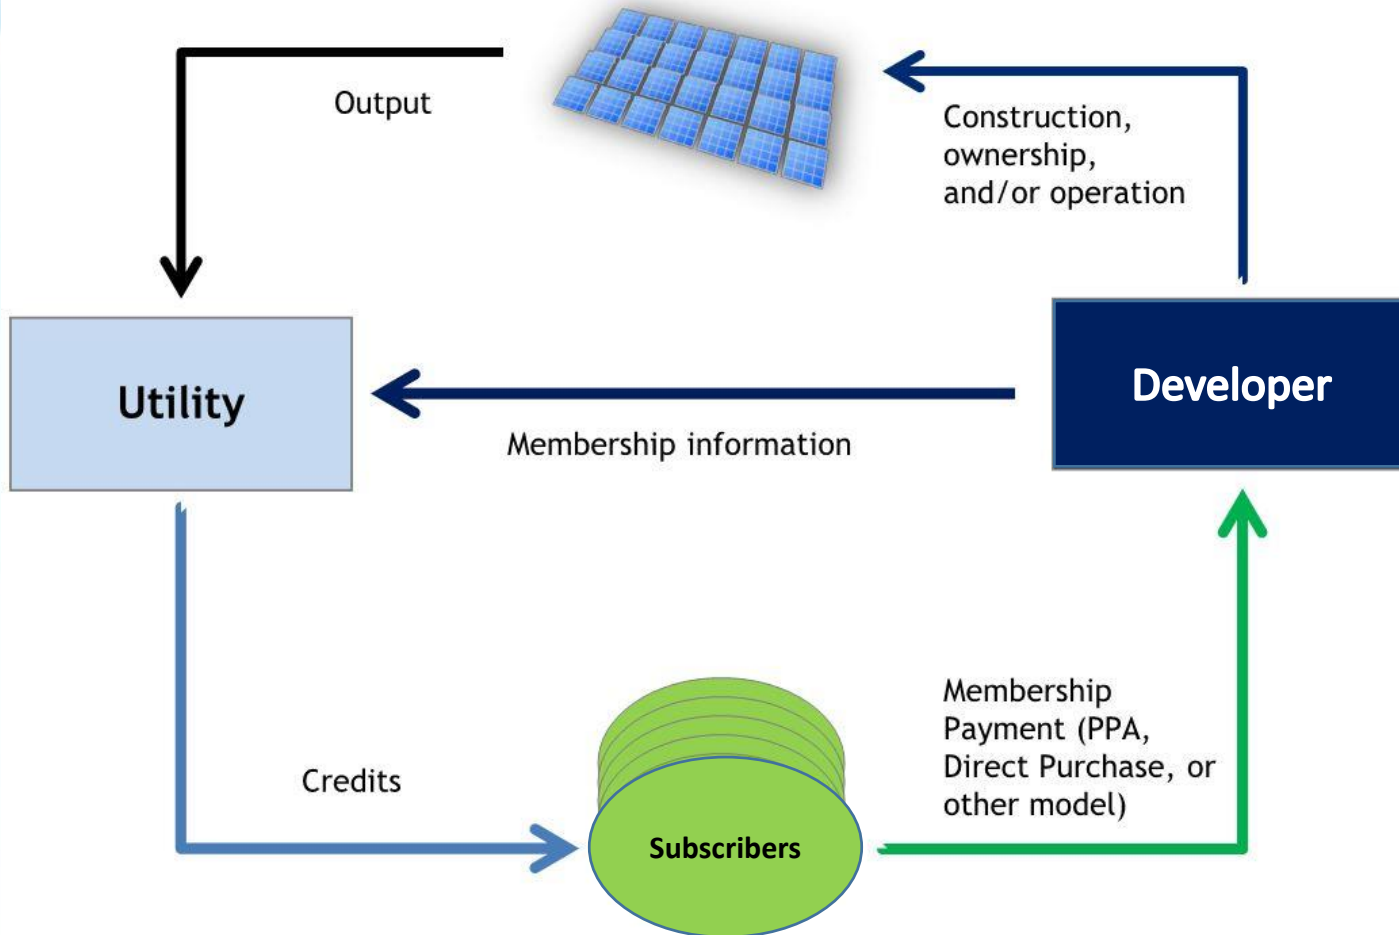 Output
Construction,
ownership,
and/or operation
Utility
Developer
Membership information
Membership
Payment (PPA,
Direct Purchase, or
other model)
Credits
Subscribers